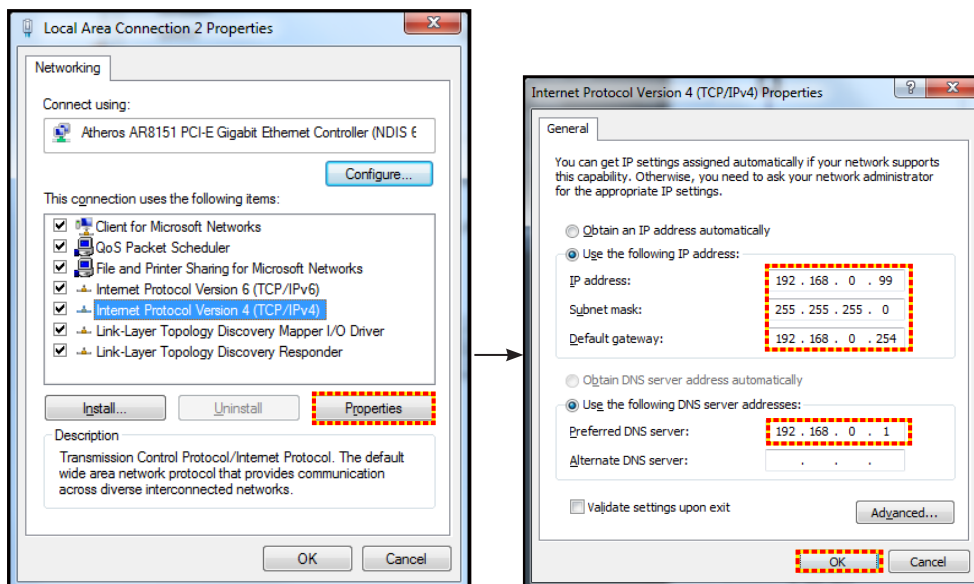 Local Area Connection 2 Properties
Networking
Connect using:
Atheros AR8151 PCI-E Gigabit Ethernet Controller (NDIS 6
Configure...
This connection uses the following items:
Client for Microsoft Networks
QoS Packet Scheduler
File and Printer Sharing for Microsoft Networks
Internet Protocol Version 6 (TCP/IPv6)
Internet Protocol Version 4 (TCP/IPv4)
Link-Layer Topology Discovery Mapper I/O Driver
Link-Layer Topology Discovery Responder
Install...
Uninstall
Properties
Description
Transmission Control Protocol/Internet Protocol. The default
wide area network protocol that provides communication
across diverse interconnected networks.
OK
Cancel
Internet Protocol Version 4 (TCP/IPv4) Properties
General
You can get IP settings assigned automatically if your network supports
this capability. Otherwise, you need to ask your network administrator
for the appropriate IP settings.
Obtain an IP address automatically
Use the following IP address:
IP address: 192 . 168 . 0 . 99
Subnet mask: 255 . 255 . 255 . 0
Default gateway: 192 . 168 . 0 . 254
Obtain DNS server address automatically
Use the following DNS server addresses:
Preferred DNS server: 192 . 168 . 0 . 1
Alternate DNS server: . . .
Validate settings upon exit
Advanced...
OK
Cancel